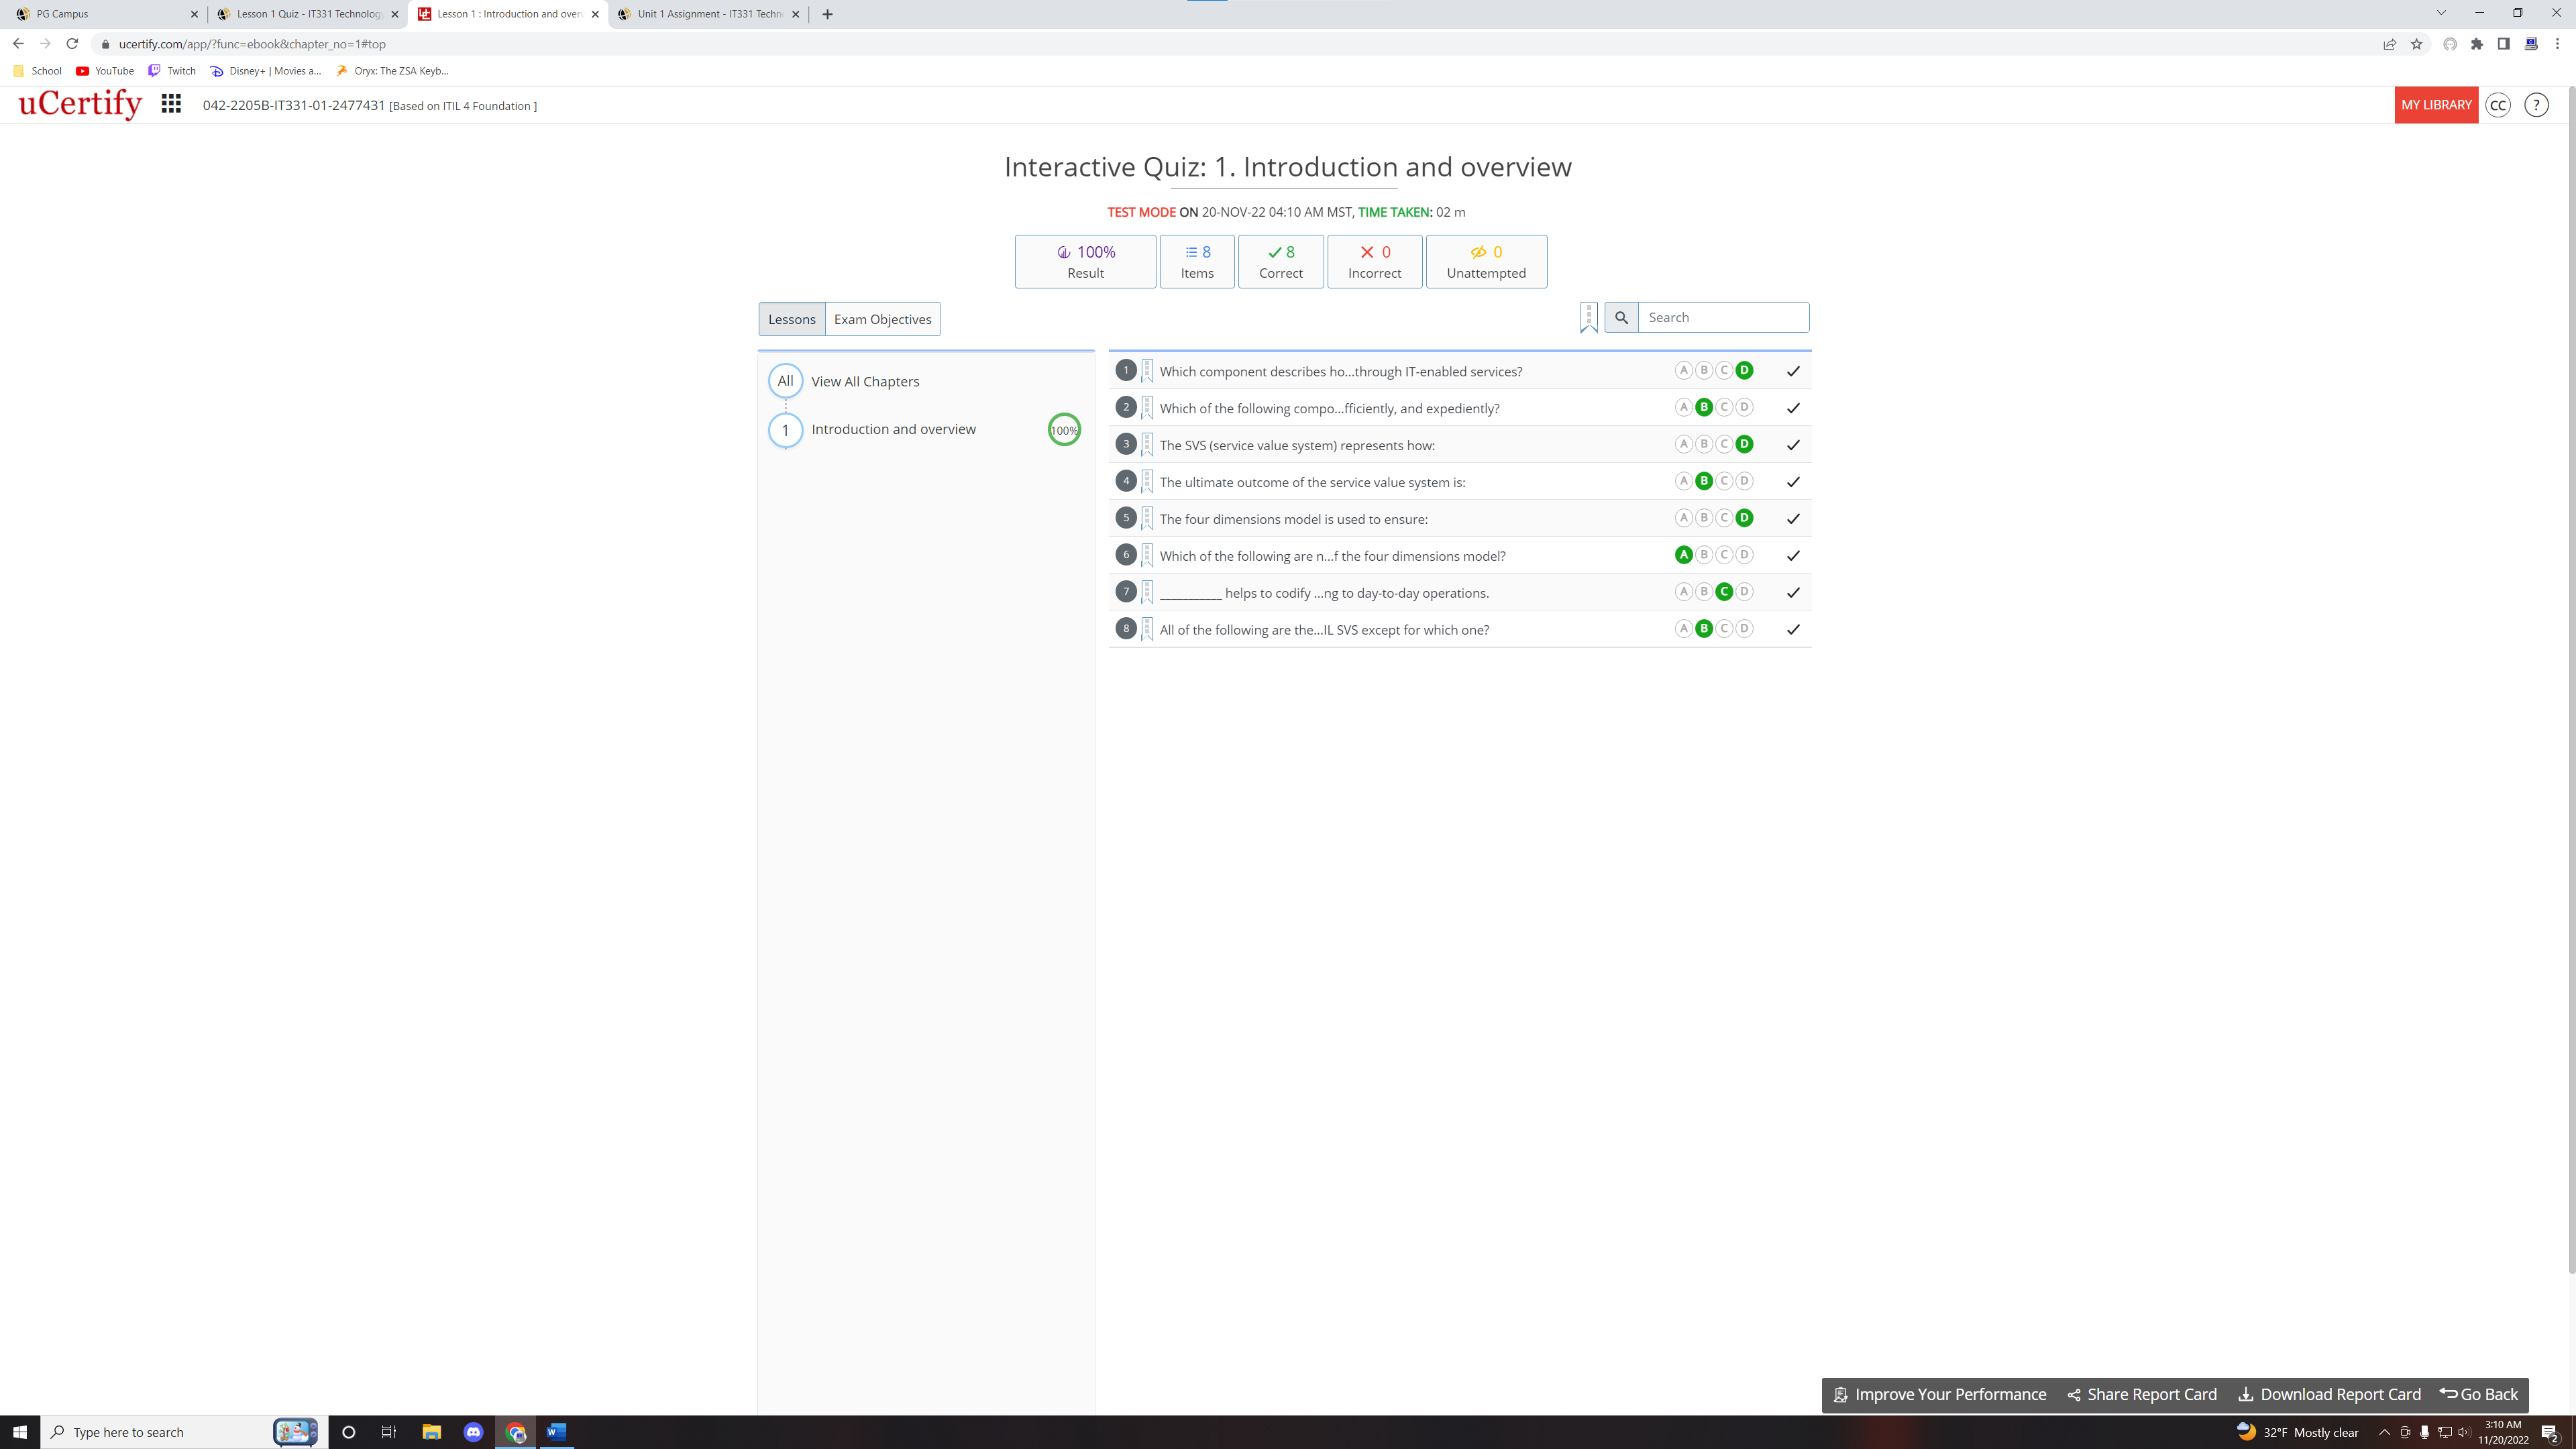 PG Campus
Lesson 1 Quiz - IT331 Technology
Lesson 1 : Introduction and over
Unit 1 Assignment - IT331 Techn
ucertify.com/app/?func=ebook&chapter_no=1#top
School YouTube Twitch Disney+ | Movies a... Oryx: The ZSA Keyb...
uCertify 042-2205B-IT331-01-2477431 [Based on ITIL 4 Foundation ] MY LIBRARY CC ?
Interactive Quiz: 1. Introduction and overview
TEST MODE ON 20-NOV-22 04:10 AM MST, TIME TAKEN: 02 m
100% 8 8 0 0
Result Items Correct Incorrect Unattempted
Lessons Exam Objectives Search
All View All Chapters
1 Introduction and overview 100%
1 Which component describes ho...through IT-enabled services? A B C D
2 Which of the following compo...fficiently, and expediently? A B C D
3 The SVS (service value system) represents how: A B C D
4 The ultimate outcome of the service value system is: A B C D
5 The four dimensions model is used to ensure: A B C D
6 Which of the following are n...f the four dimensions model? A B C D
7 __________ helps to codify ...ng to day-to-day operations. A B C D
8 All of the following are the...IL SVS except for which one? A B C D
Improve Your Performance Share Report Card Download Report Card Go Back
Type here to search 32°F Mostly clear 3:10 AM
11/20/2022 2